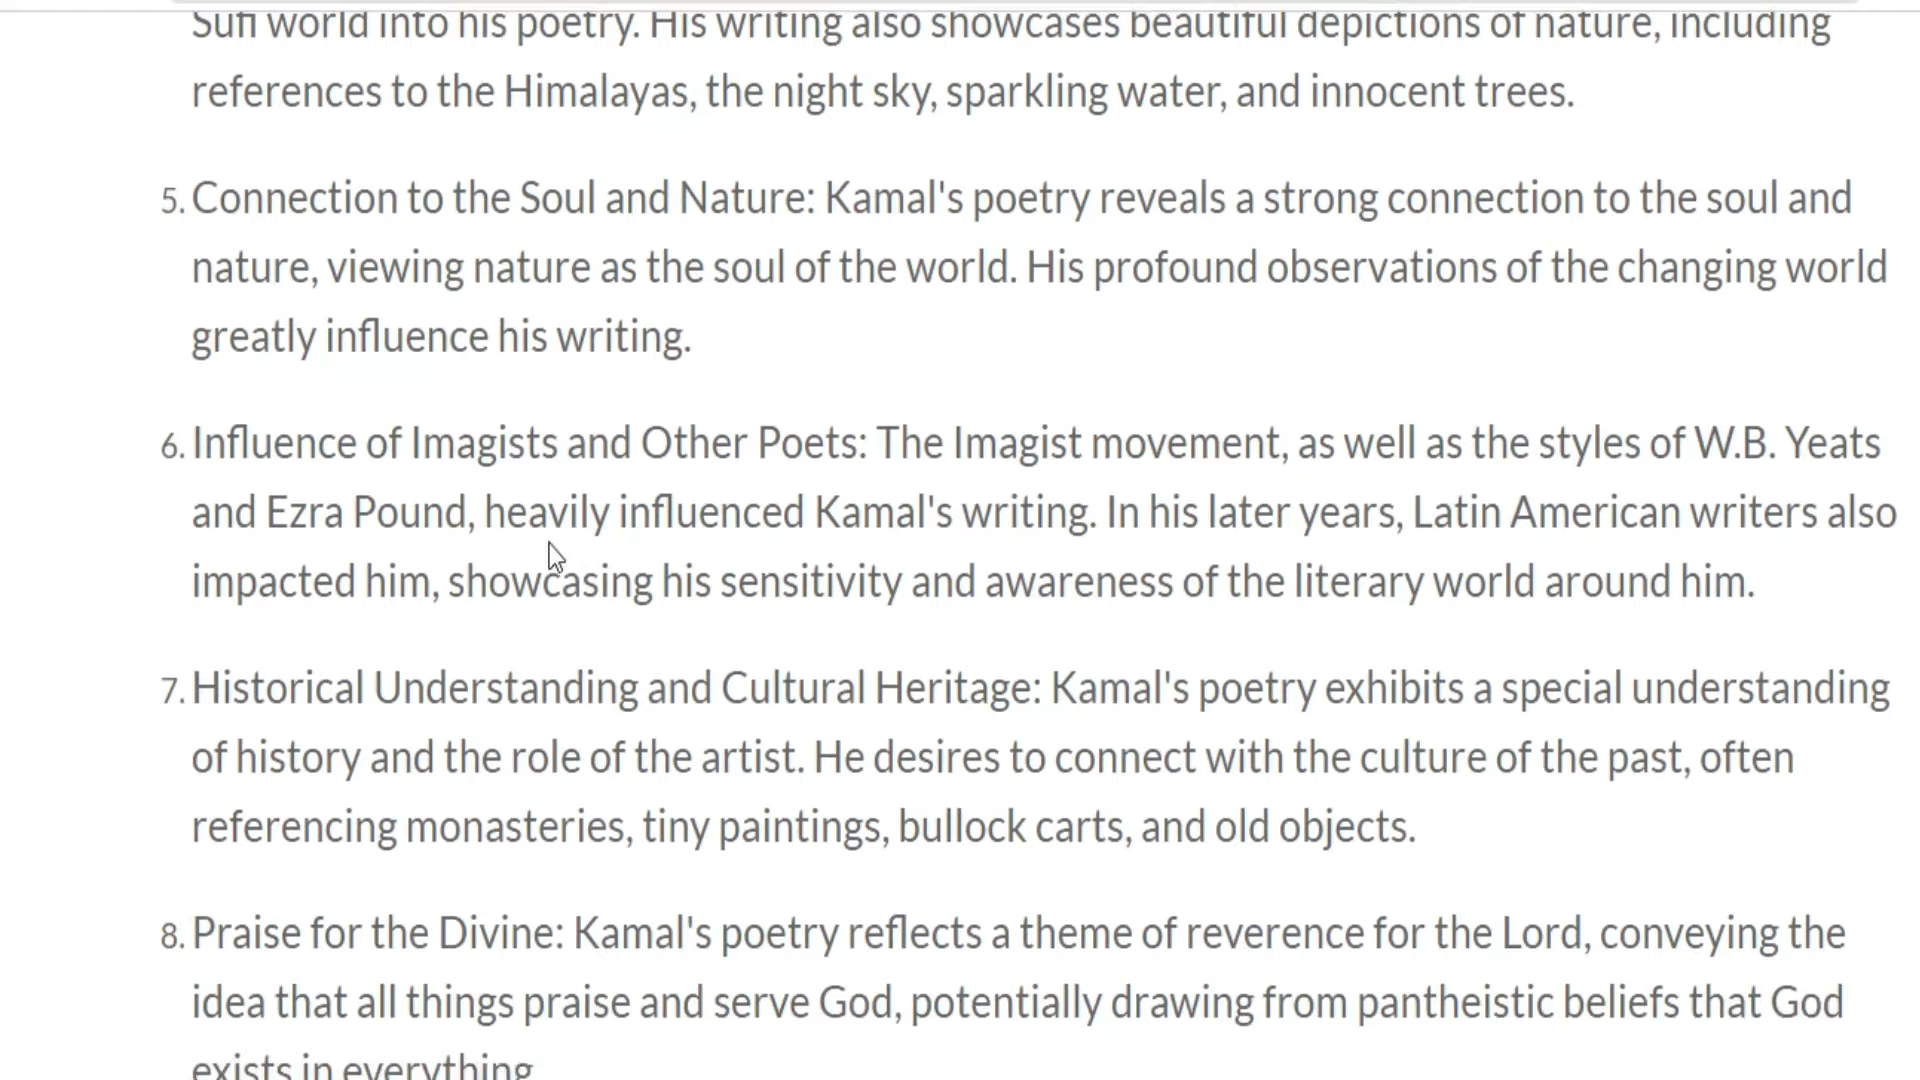 Sufi world into his poetry. His writing also showcases beautiful depictions of nature, including
references to the Himalayas, the night sky, sparkling water, and innocent trees.
5. Connection to the Soul and Nature: Kamal's poetry reveals a strong connection to the soul and
nature, viewing nature as the soul of the world. His profound observations of the changing world
greatly influence his writing.
6. Influence of Imagists and Other Poets: The Imagist movement, as well as the styles of W.B. Yeats
and Ezra Pound, heavily influenced Kamal's writing. In his later years, Latin American writers also
impacted him, showcasing his sensitivity and awareness of the literary world around him.
7. Historical Understanding and Cultural Heritage: Kamal's poetry exhibits a special understanding
of history and the role of the artist. He desires to connect with the culture of the past, often
referencing monasteries, tiny paintings, bullock carts, and old objects.
8. Praise for the Divine: Kamal's poetry reflects a theme of reverence for the Lord, conveying the
idea that all things praise and serve God, potentially drawing from pantheistic beliefs that God
exists in everything